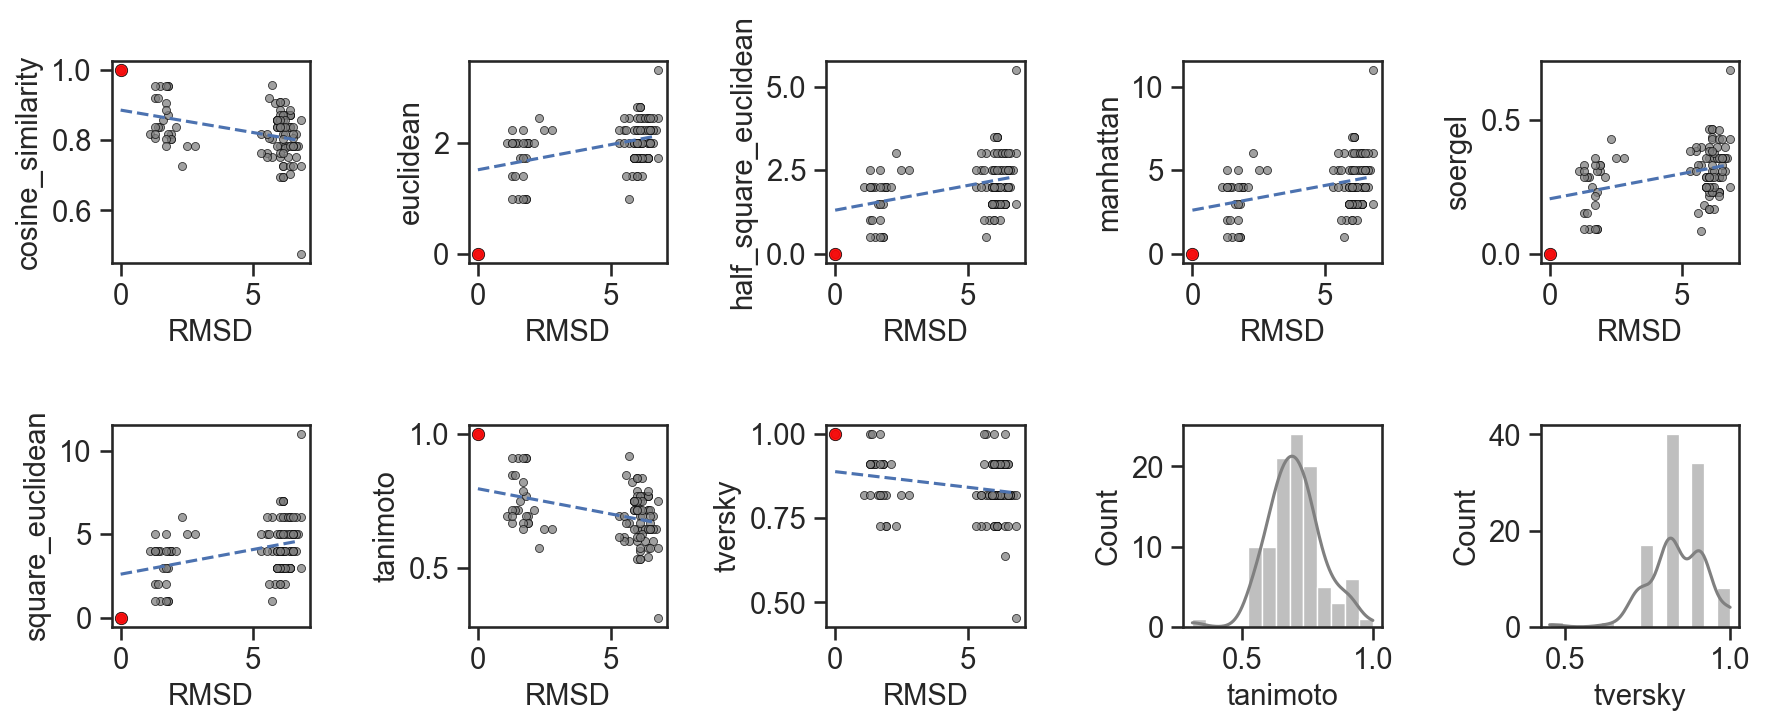 cosine_similarity
1.0
0.8
0.6
0
5
RMSD
euclidean
2
0
0
5
RMSD
half_square_euclidean
5.0
2.5
0.0
0
5
RMSD
manhattan
10
5
0
0
5
RMSD
soergel
0.5
0.0
0
5
RMSD
square_euclidean
10
5
0
0
5
RMSD
tanimoto
1.0
0.5
0
5
RMSD
tversky
1.00
0.75
0.50
0
5
RMSD
Count
20
10
0
0.5
1.0
tanimoto
Count
40
20
0
0.5
1.0
tversky